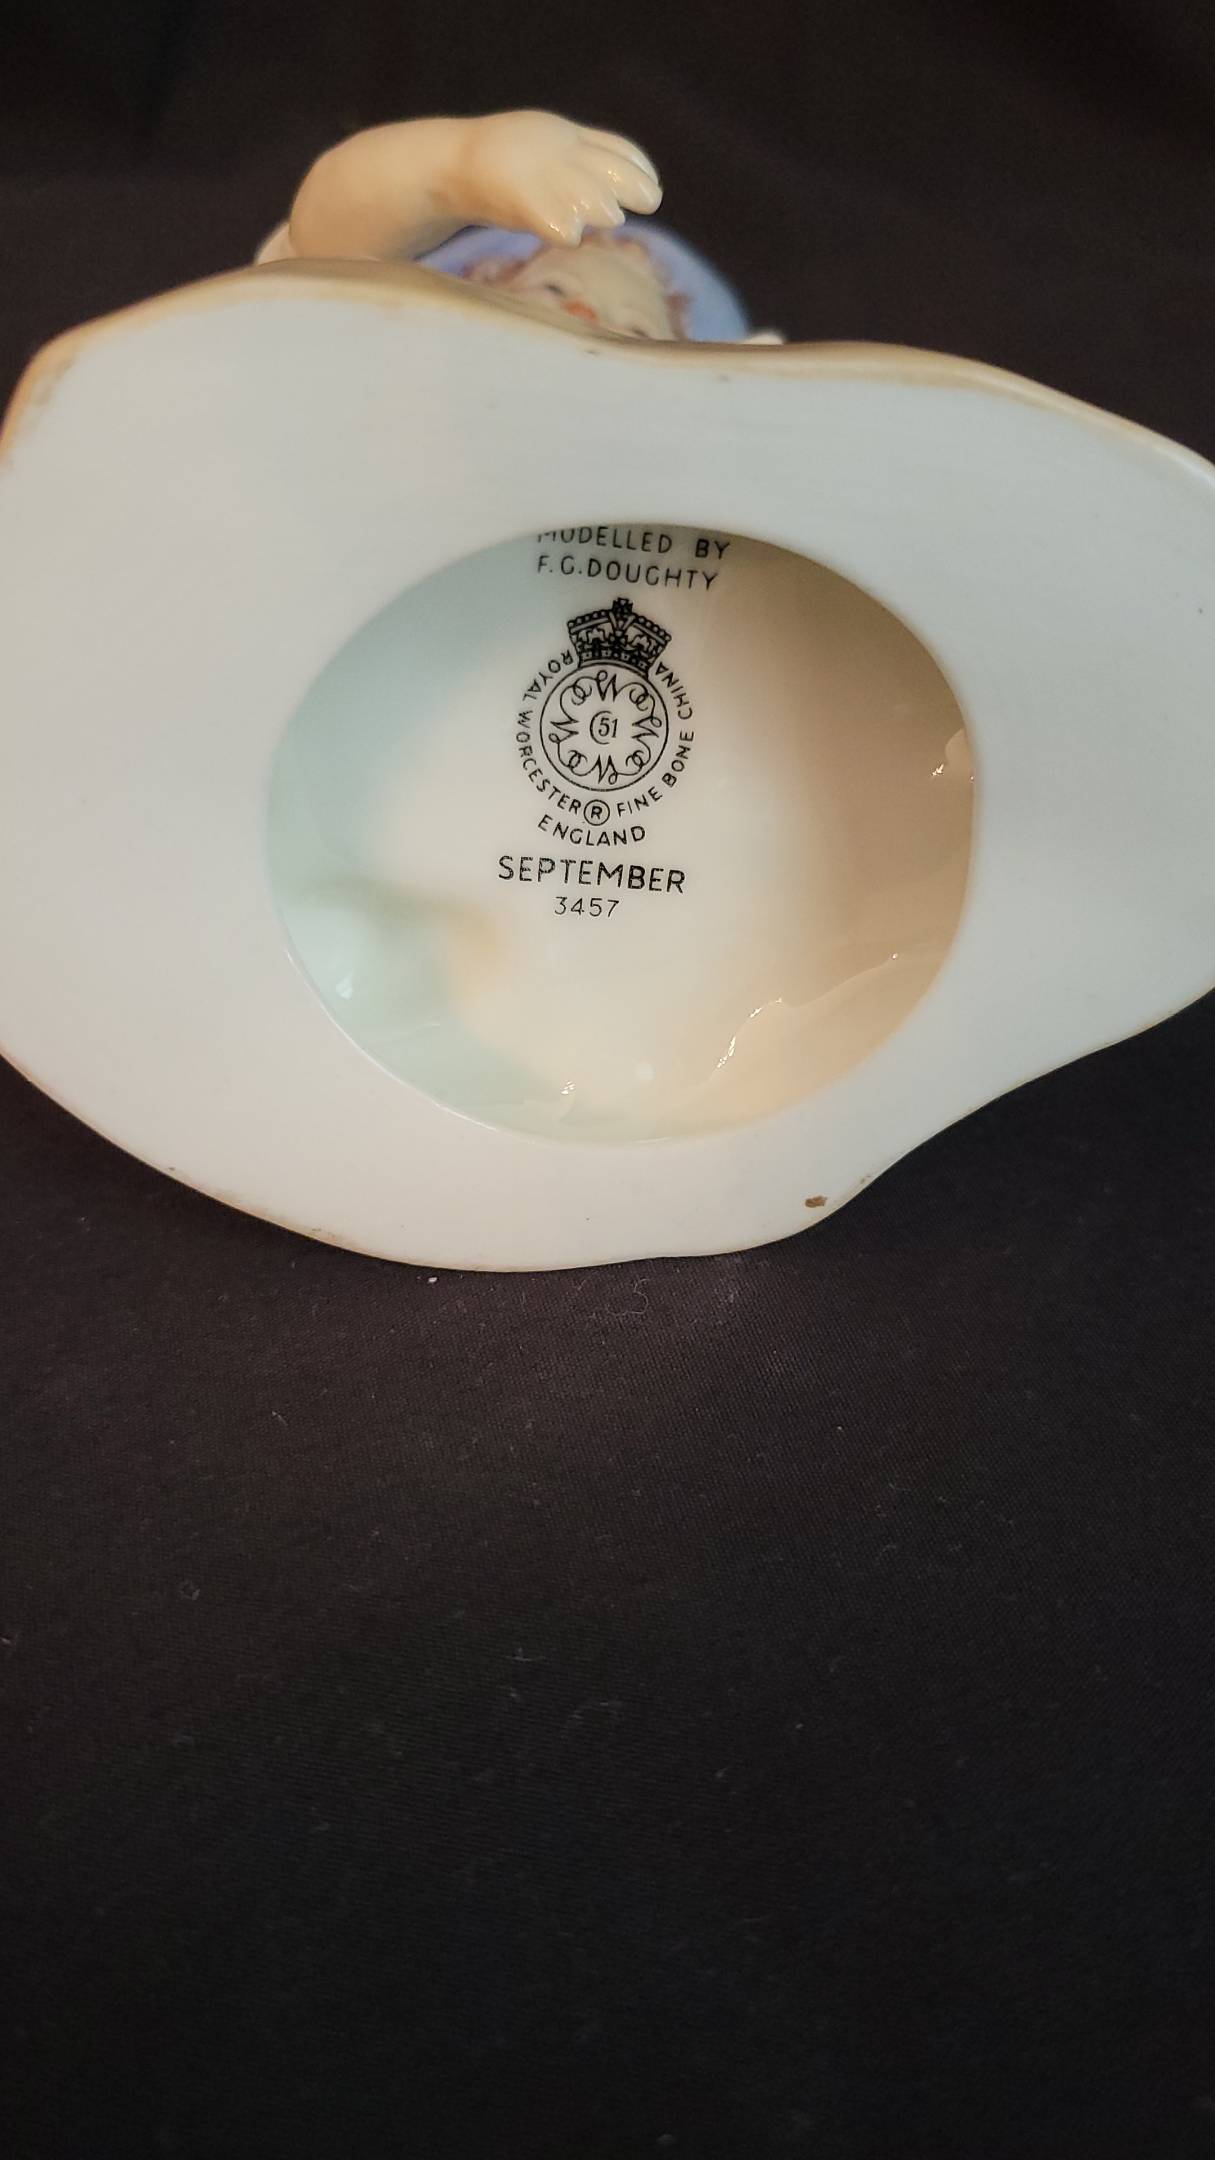 MODELLED BY
F.G.DOUGHTY
ROYAL WORCESTER ® FINE BONE CHINA
51
ENGLAND
SEPTEMBER
3457